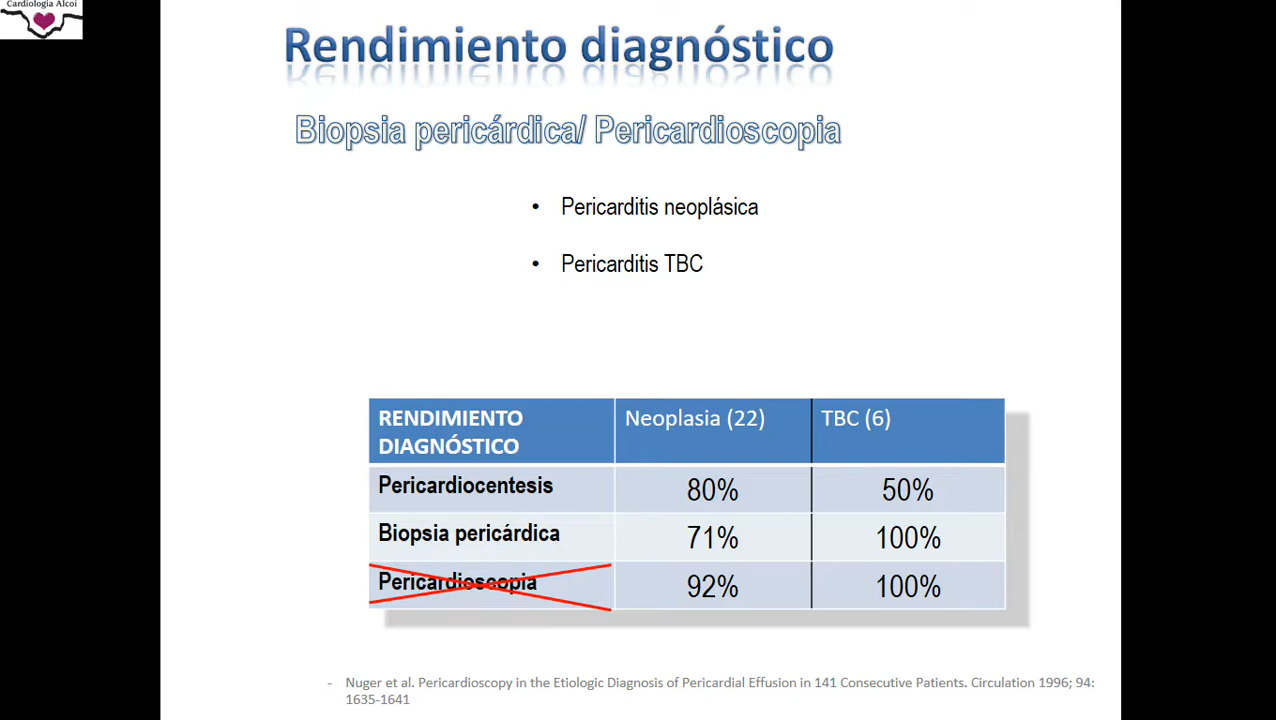 Cardiología Alcoi
Rendimiento diagnóstico
Biopsia pericárdica/ Pericardioscopia
• Pericarditis neoplásica
• Pericarditis TBC
RENDIMIENTO DIAGNÓSTICO Neoplasia (22) TBC (6)
Pericardiocentesis 80% 50%
Biopsia pericárdica 71% 100%
Pericardioscopia 92% 100%
- Nuger et al. Pericardioscopy in the Etiologic Diagnosis of Pericardial Effusion in 141 Consecutive Patients. Circulation 1996; 94:
1635-1641